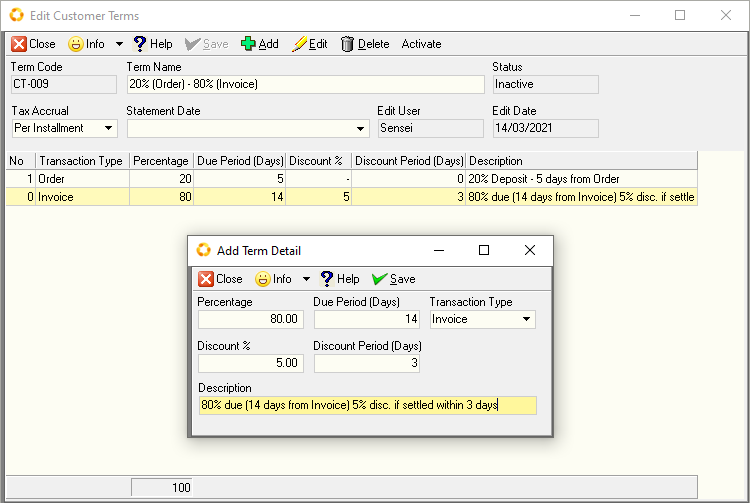 Edit Customer Terms
Close Info Help Save Add Edit Delete Activate
Term Code Term Name Status
CT-009 20% (Order) - 80% (Invoice) Inactive
Tax Accrual Statement Date Edit User Edit Date
Per Installment Sensei 14/03/2021
No Transaction Type Percentage Due Period (Days) Discount % Discount Period (Days) Description
1 Order 20 5 - 0 20% Deposit - 5 days from Order
0 Invoice 80 14 5 3 80% due (14 days from Invoice) 5% disc. if settle
Add Term Detail
Close Info Help Save
Percentage Due Period (Days) Transaction Type
80.00 14 Invoice
Discount % Discount Period (Days)
5.00 3
Description
80% due (14 days from Invoice) 5% disc. if settled within 3 days
100